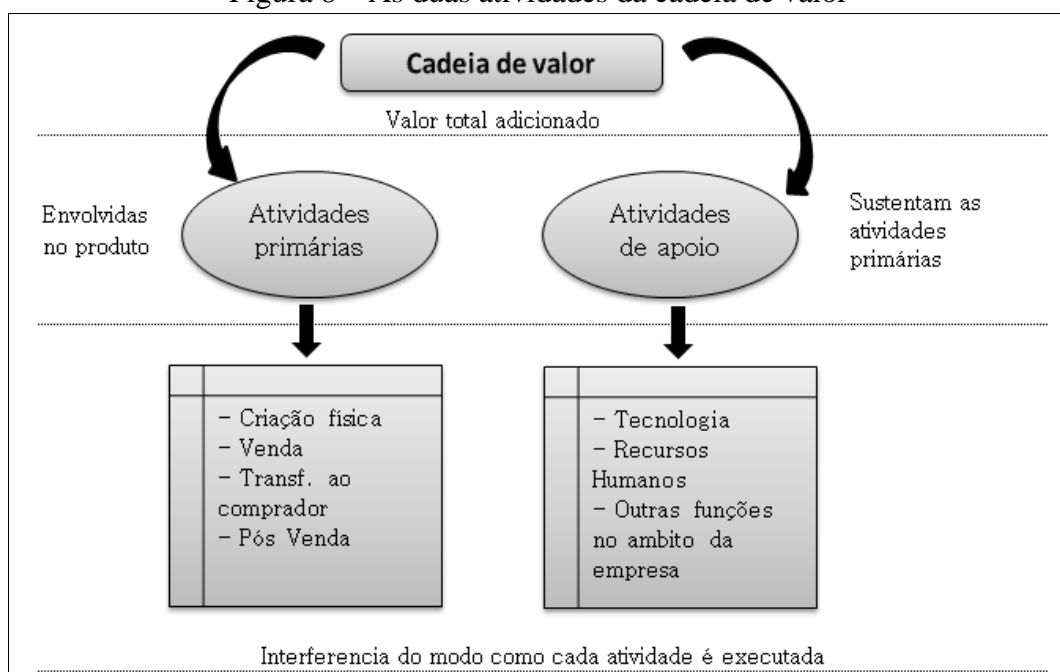 Figura 8 – As duas atividades da cadeia de valor
Cadeia de valor
Valor total adicionado
Envolvidas
no produto
Atividades
primárias
Atividades
de apoio
Sustentam as
atividades
primárias
- Criação física
- Venda
- Transf. ao
comprador
- Pós Venda
- Tecnologia
- Recursos
Humanos
- Outras funções
no ambito da
empresa
Interferencia do modo como cada atividade é executada